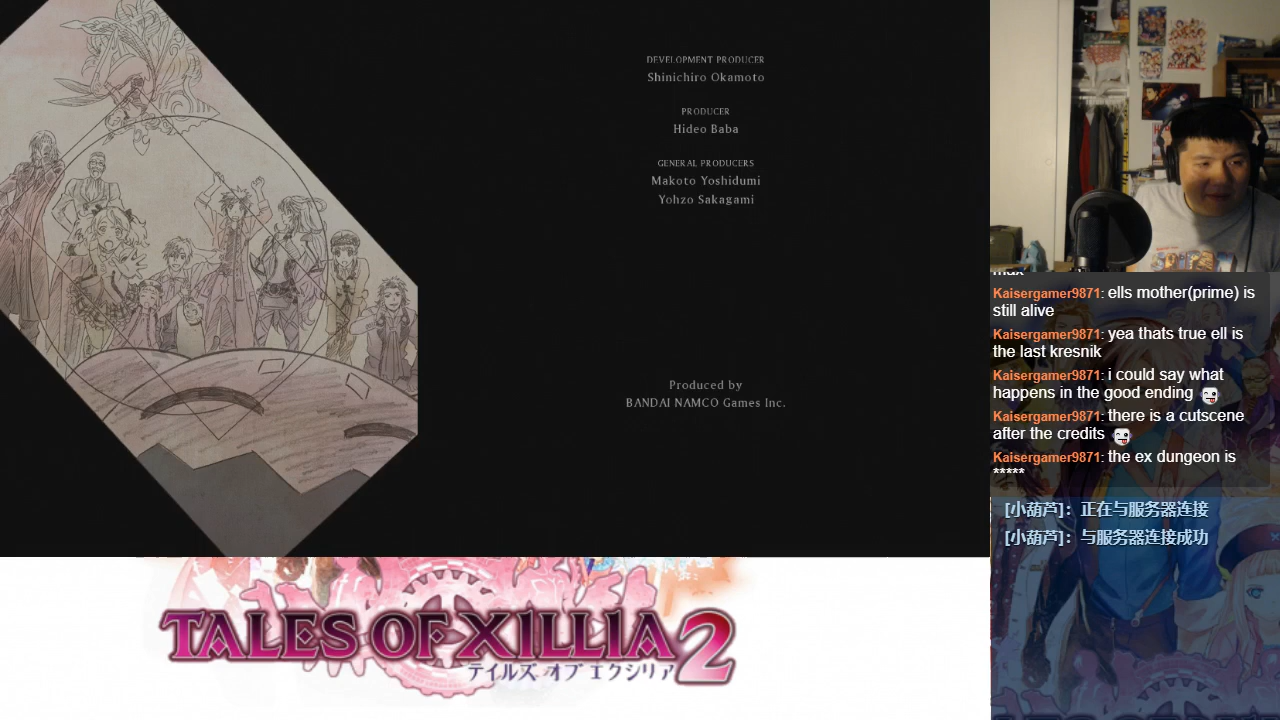 DEVELOPMENT PRODUCER
Shinichiro Okamoto
PRODUCER
Hideo Baba
GENERAL PRODUCERS
Makoto Yoshidumi
Yohzo Sakagami
Produced by
BANDAI NAMCO Games Inc.
TALES OF XILLIA 2
テイルズ オブ エクシリア
max
Kaisergamer9871: ells mother(prime) is
still alive
Kaisergamer9871: yea thats true ell is
the last kresnik
Kaisergamer9871: i could say what
happens in the good ending
Kaisergamer9871: there is a cutscene
after the credits
Kaisergamer9871: the ex dungeon is
*****
[小葫芦]：正在与服务器连接
[小葫芦]：与服务器连接成功